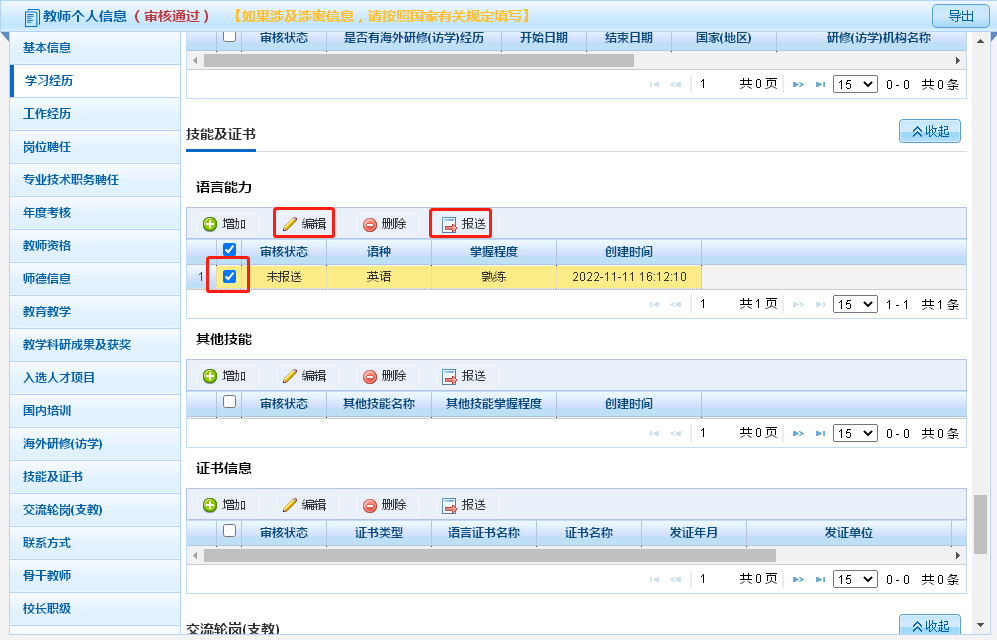 教师个人信息（审核通过） 【如果涉及涉密信息，请按照国家有关规定填写】 导出
基本信息
学习经历
工作经历
岗位聘任
专业技术职务聘任
年度考核
教师资格
师德信息
教育教学
教学科研成果及获奖
入选人才项目
国内培训
海外研修(访学)
技能及证书
交流轮岗(支教)
联系方式
骨干教师
校长职级
审核状态 是否有海外研修(访学)经历 开始日期 结束日期 国家(地区) 研修(访学)机构名称
1 共0页 15 0-0 共0条
技能及证书 收起
语言能力
增加 编辑 删除 报送
审核状态 语种 掌握程度 创建时间
1 未报送 英语 熟练 2022-11-11 16:12:10
1 共1页 15 1-1 共1条
其他技能
增加 编辑 删除 报送
审核状态 其他技能名称 其他技能掌握程度 创建时间
1 共0页 15 0-0 共0条
证书信息
增加 编辑 删除 报送
审核状态 证书类型 语言证书名称 证书名称 发证年月 发证单位
1 共0页 15 0-0 共0条
交流轮岗(支教) 收起